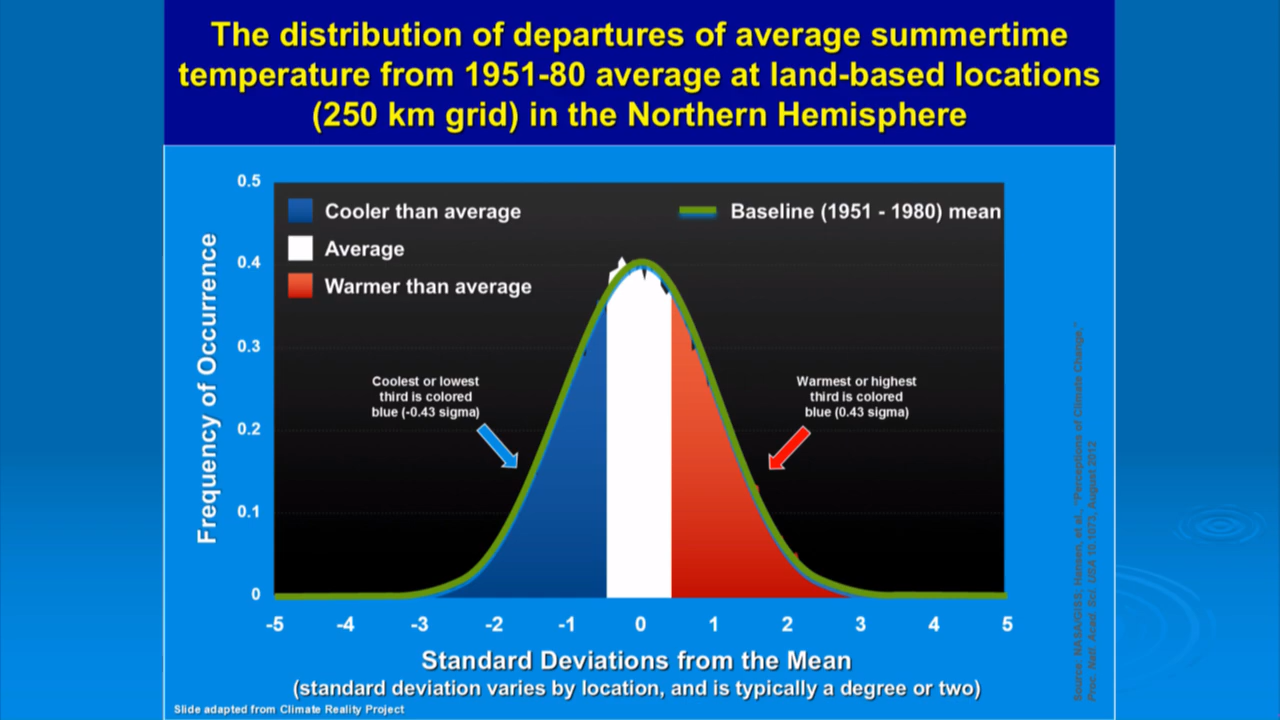 The distribution of departures of average summertime
temperature from 1951-80 average at land-based locations
(250 km grid) in the Northern Hemisphere
0.5
0.4
0.3
0.2
0.1
0
Frequency of Occurrence
Cooler than average
Average
Warmer than average
Baseline (1951 - 1980) mean
Coolest or lowest
third is colored
blue (-0.43 sigma)
Warmest or highest
third is colored
blue (0.43 sigma)
-5 -4 -3 -2 -1 0 1 2 3 4 5
Standard Deviations from the Mean
(standard deviation varies by location, and is typically a degree or two)
Slide adapted from Climate Reality Project
Source: NASA/GISS; Hansen, et al., "Perceptions of Climate Change,"
Proc. Natl. Acad. Sci. USA 10.1073, August 2012